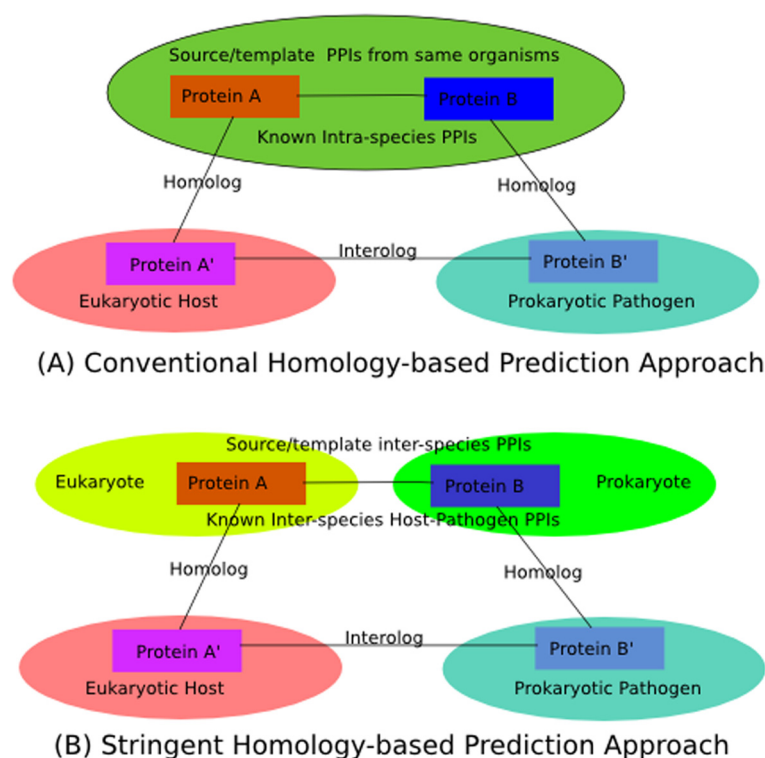 Source/template PPIs from same organisms
Protein A
Protein B
Known Intra-species PPIs
Homolog
Homolog
Interolog
Protein A'
Protein B'
Eukaryotic Host
Prokaryotic Pathogen
(A) Conventional Homology-based Prediction Approach
Source/template inter-species PPIs
Eukaryote
Protein A
Protein B
Prokaryote
Known Inter-species Host-Pathogen PPIs
Homolog
Homolog
Interolog
Protein A'
Protein B'
Eukaryotic Host
Prokaryotic Pathogen
(B) Stringent Homology-based Prediction Approach